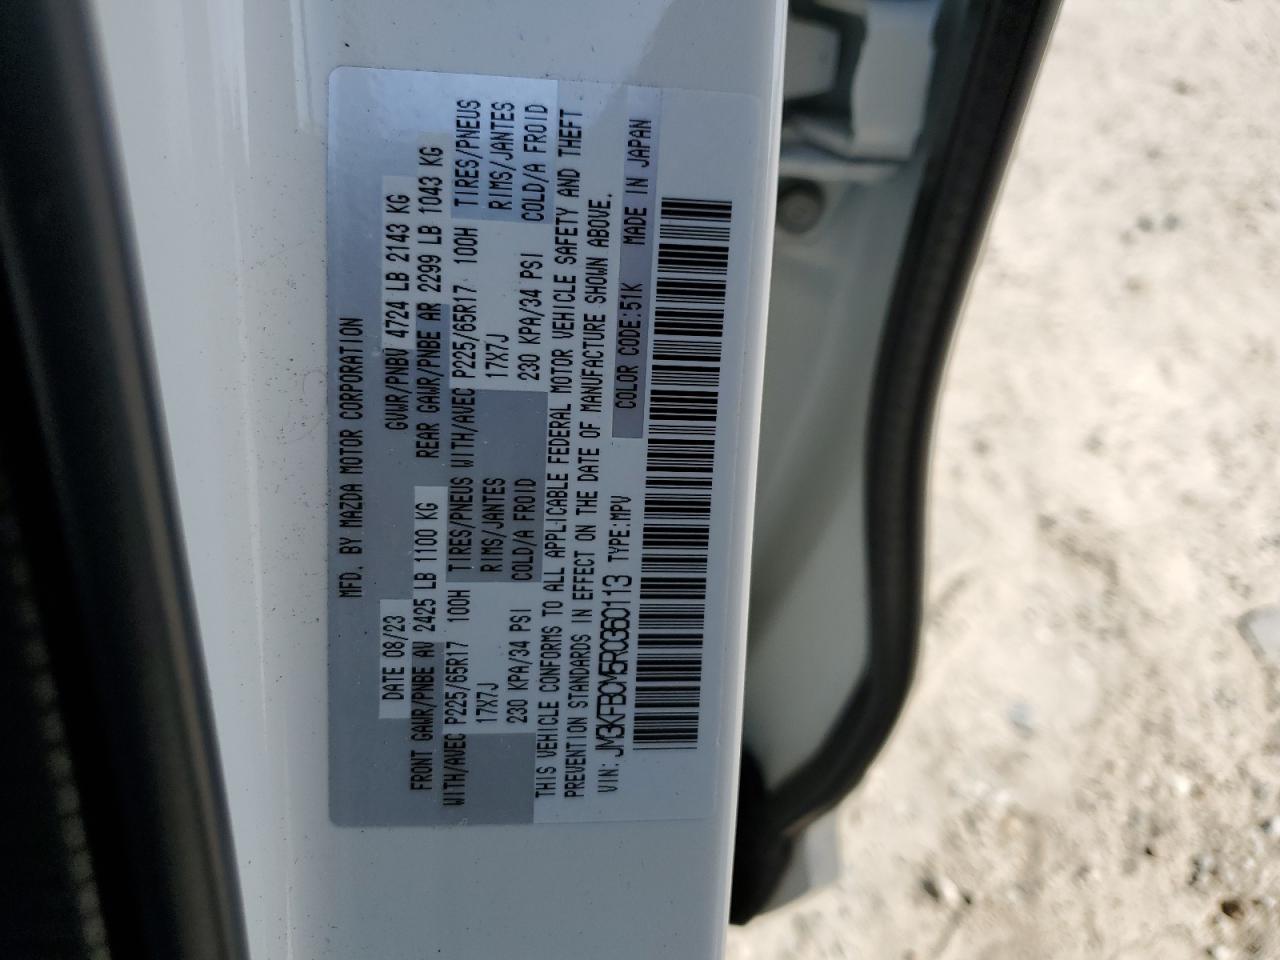 MFD. BY MAZDA MOTOR CORPORATION
DATE 08/23 GVWR/PNBV 4724 LB 2143 KG
FRONT GAWR/PNBE AV 2425 LB 1100 KG REAR GAWR/PNBE AR 2299 LB 1043 KG
WITH/AVEC P225/65R17 100H TIRES/PNEUS WITH/AVEC P225/65R17 100H TIRES/PNEUS
17X7J RIMS/JANTES 17X7J RIMS/JANTES
230 KPA/34 PSI COLD/A FROID 230 KPA/34 PSI COLD/A FROID
THIS VEHICLE CONFORMS TO ALL APPLICABLE FEDERAL MOTOR VEHICLE SAFETY AND THEFT
PREVENTION STANDARDS IN EFFECT ON THE DATE OF MANUFACTURE SHOWN ABOVE.
VIN: JM3KFBCM5R0360113 TYPE:MPV COLOR CODE:51K MADE IN JAPAN